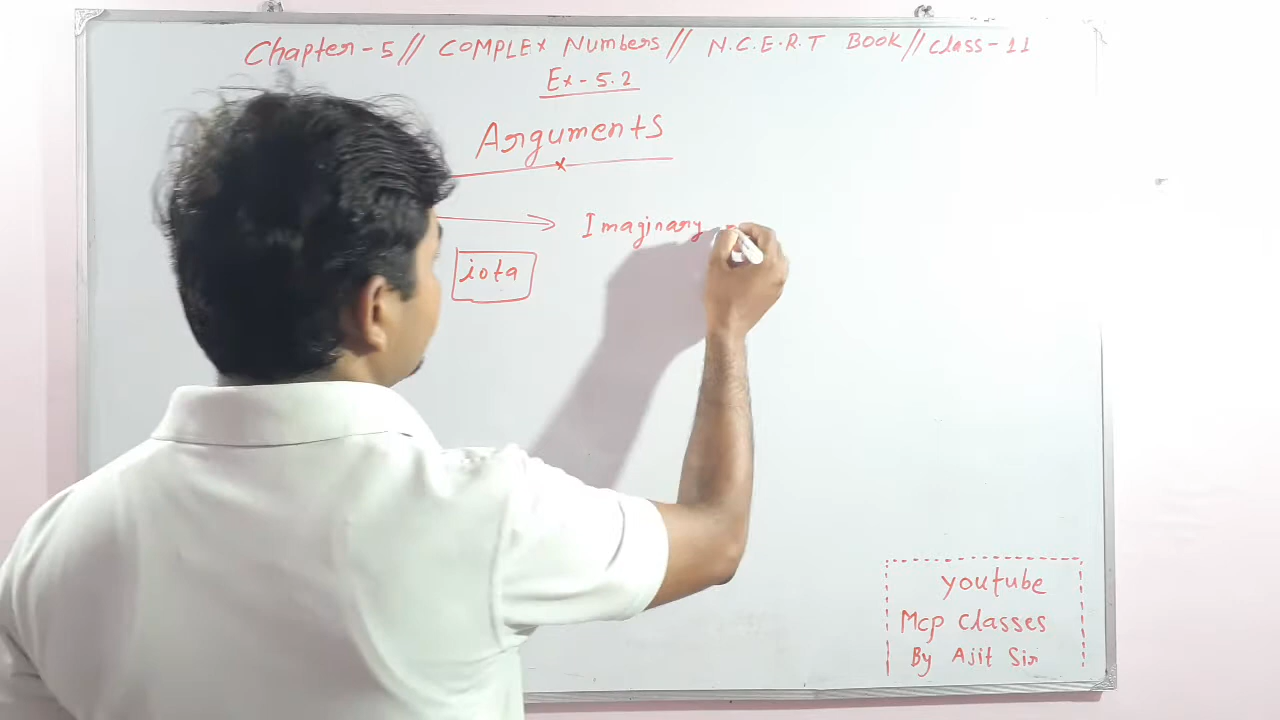 Chapter-5// COMPLEX Numbers// N.C.E.R.T BOOK// Class-11
Ex-5.2
Arguments
Imaginary
iota
youtube
Mcp Classes
By Ajit Sir